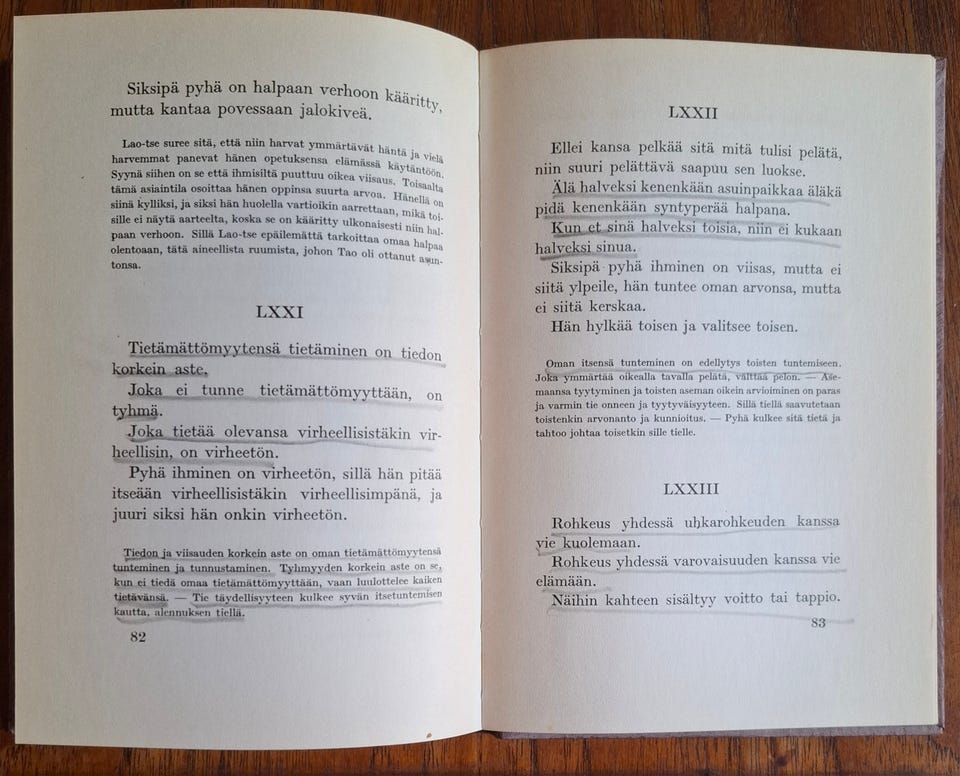 Siksipä pyhä on halpaan verhoon kääritty,
mutta kantaa povessaan jalokiveä.
Lao-tse suree sitä, että niin harvat ymmärtävät häntä ja vielä
harvemmat panevat hänen opetuksensa elämässä käytäntöön.
Syynä siihen on se että ihmisiltä puuttuu oikea viisaus. Toisaalta
tämä asiaintila osoittaa hänen oppinsa suurta arvoa. Hänellä on
siinä kylliksi, ja siksi hän huolella vartioikin aarrettaan, mikä toi-
sille ei näytä aarteelta, koska se on kääritty ulkonaisesti niin hal-
paan verhoon. Sillä Lao-tse epäilemättä tarkoittaa omaa halpaa
olentoaan, tätä aineellista ruumista, johon Tao oli ottanut asun-
tonsa.
LXXI
Tietämättömyytensä tietäminen on tiedon
korkein aste.
Joka ei tunne tietämättömyyttään, on
tyhmä.
Joka tietää olevansa virheellisistäkin vir-
heellisin, on virheetön.
Pyhä ihminen on virheetön, sillä hän pitää
itseään virheellisistäkin virheellisimpänä, ja
juuri siksi hän onkin virheetön.
Tiedon ja viisauden korkein aste on oman tietämättömyytensä
tunteminen ja tunnustaminen. Tyhmyyden korkein aste on se,
kun ei tiedä omaa tietämättömyyttään, vaan luulottelee kaiken
tietävänsä. — Tie täydellisyyteen kulkee syvän itsetuntemisen
kautta, alennuksen tiellä.
82
LXXII
Ellei kansa pelkää sitä mitä tulisi pelätä,
niin suuri pelättävä saapuu sen luokse.
Älä halveksi kenenkään asuinpaikkaa äläkä
pidä kenenkään syntyperää halpana.
Kun et sinä halveksi toisia, niin ei kukaan
halveksi sinua.
Siksipä pyhä ihminen on viisas, mutta ei
siitä ylpeile, hän tuntee oman arvonsa, mutta
ei siitä kerskaa.
Hän hylkää toisen ja valitsee toisen.
Oman itsensä tunteminen on edellytys toisten tuntemiseen.
Joka ymmärtää oikealla tavalla pelätä, välttää pelon. — Ase-
maansa tyytyminen ja toisten aseman oikein arvioiminen on paras
ja varmin tie onneen ja tyytyväisyyteen. Sillä tiellä saavutetaan
toistenkin arvonanto ja kunnioitus. — Pyhä kulkee sitä tietä ja
tahtoo johtaa toisetkin sille tielle.
LXXIII
Rohkeus yhdessä uhkarohkeuden kanssa
vie kuolemaan.
Rohkeus yhdessä varovaisuuden kanssa vie
elämään.
Näihin kahteen sisältyy voitto tai tappio.
83